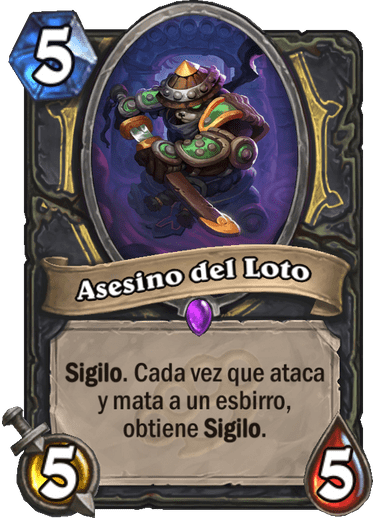 5
Asesino del Loto
Sigilo. Cada vez que ataca
y mata a un esbirro,
obtiene Sigilo.
5
5